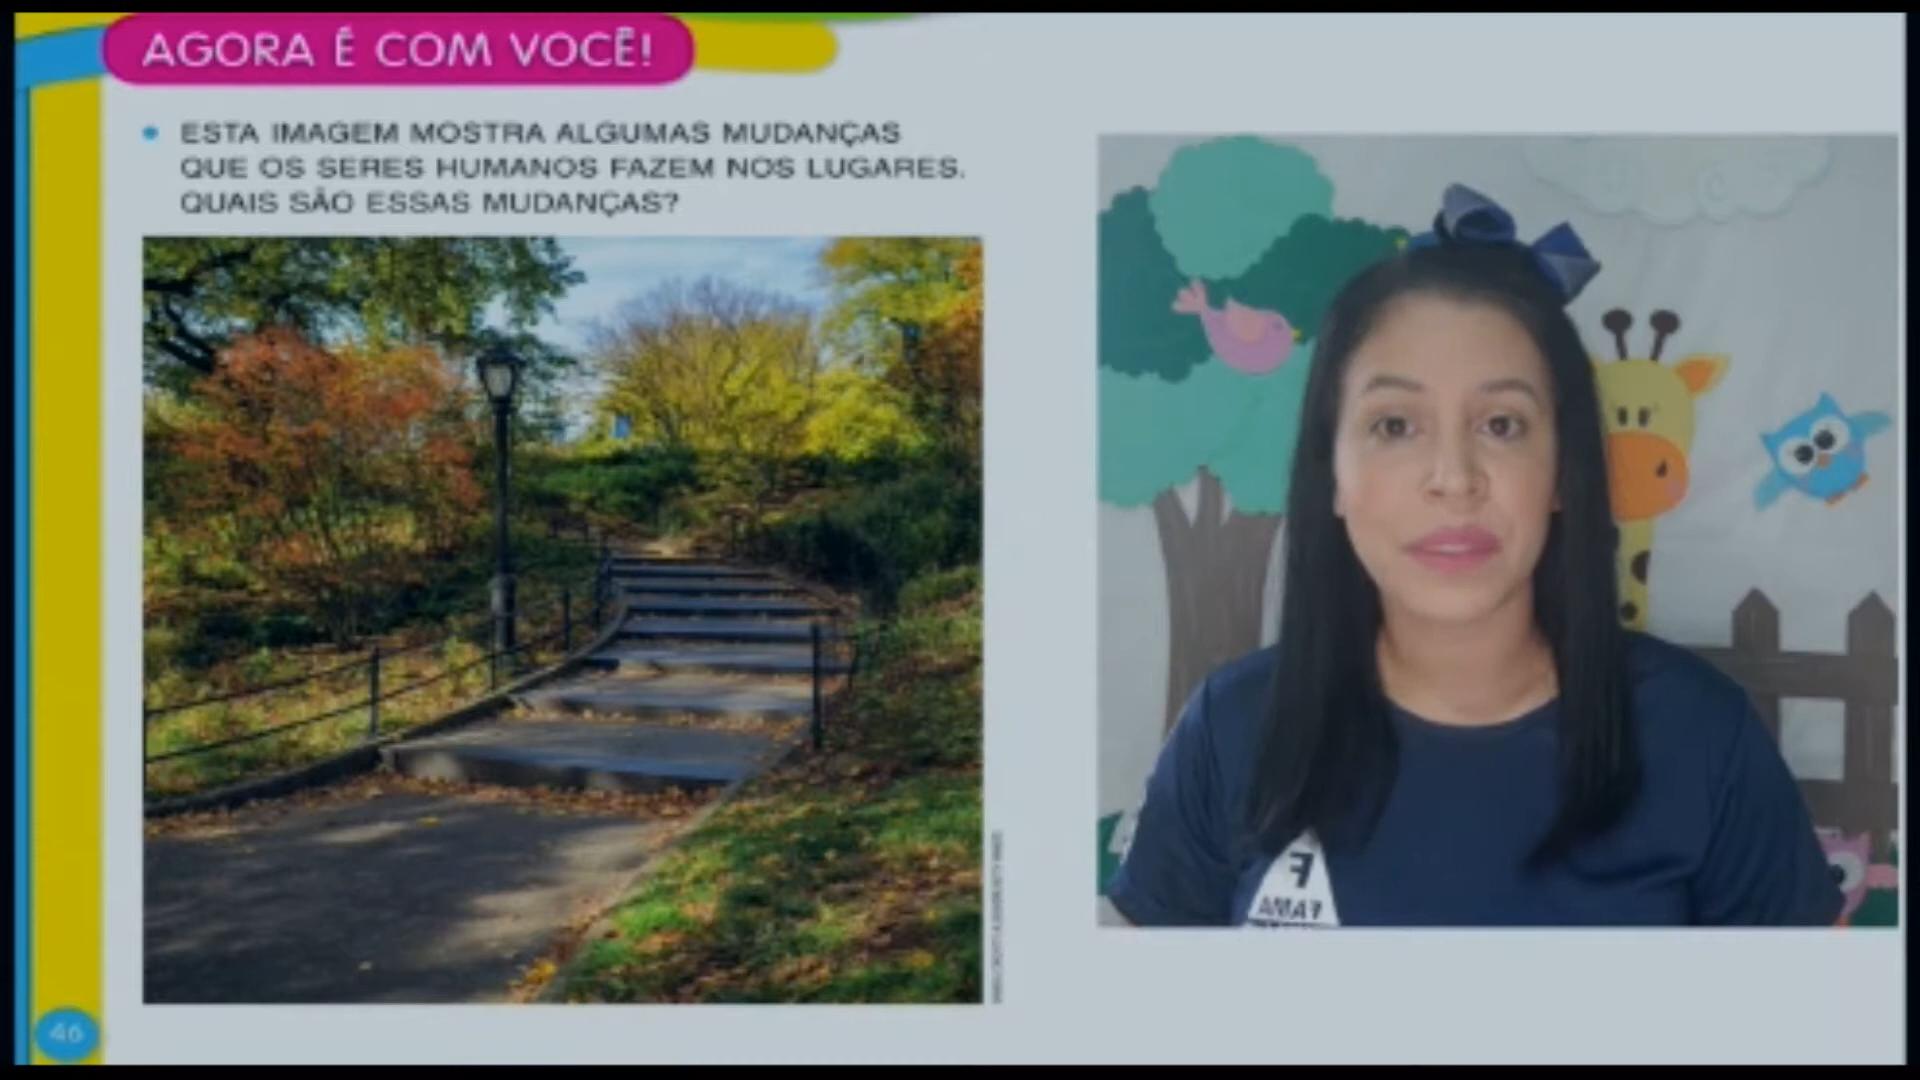 AGORA É COM VOCÊ!
ESTA IMAGEM MOSTRA ALGUMAS MUDANÇAS
QUE OS SERES HUMANOS FAZEM NOS LUGARES.
QUAIS SÃO ESSAS MUDANÇAS?
F
FAMA
46